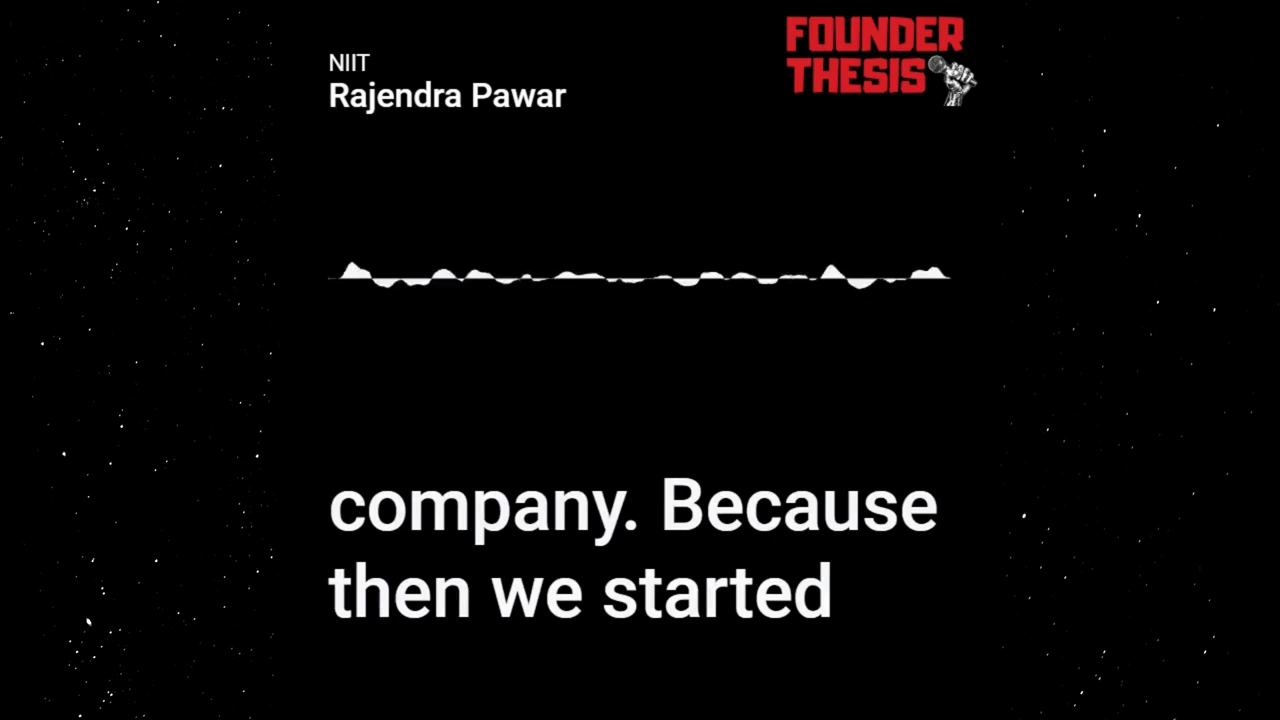 NIIT
Rajendra Pawar
FOUNDER
THESIS
company. Because
then we started